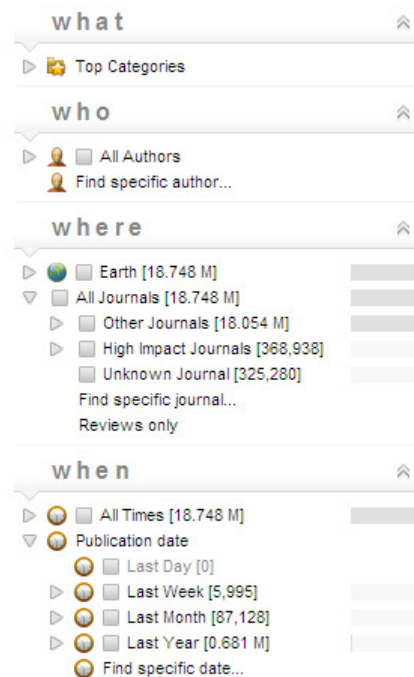 what
Top Categories
who
All Authors
Find specific author...
where
Earth [18.748 M]
All Journals [18.748 M]
Other Journals [18.054 M]
High Impact Journals [368,938]
Unknown Journal [325,280]
Find specific journal...
Reviews only
when
All Times [18.748 M]
Publication date
Last Day [0]
Last Week [5,995]
Last Month [87,128]
Last Year [0.681 M]
Find specific date...